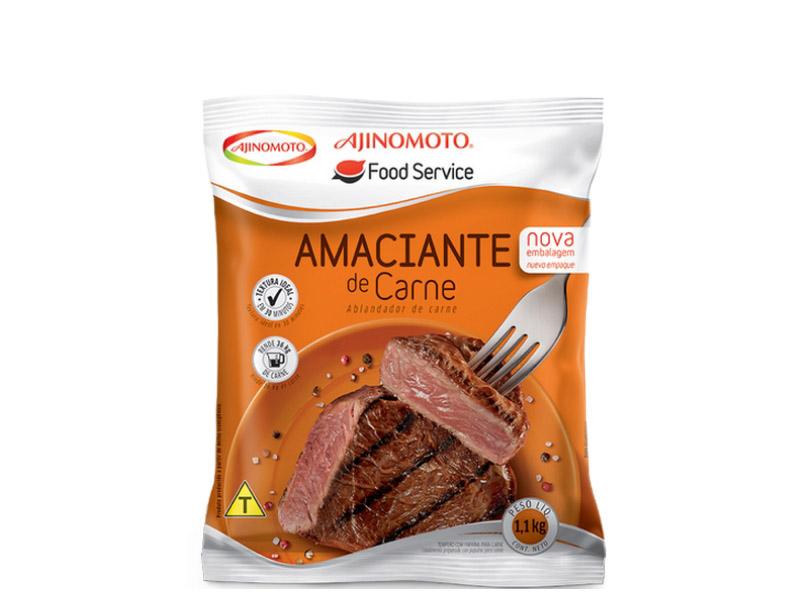 AJINOMOTO®
AJINOMOTO®
Food Service
AMACIANTE
de Carne
Ablandador de carne
nova
embalagem
nuevo empaque
TEXTURA IDEAL
EM 30 MINUTOS
RENDE 36 kg
DE CARNE
T
PESO LÍQ.
1,1 kg
CONT. NETO